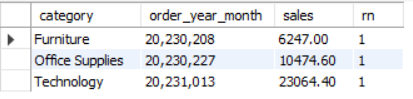 category order_year_month sales rn
Furniture 20,230,208 6247.00 1
Office Supplies 20,230,227 10474.60 1
Technology 20,231,013 23064.40 1